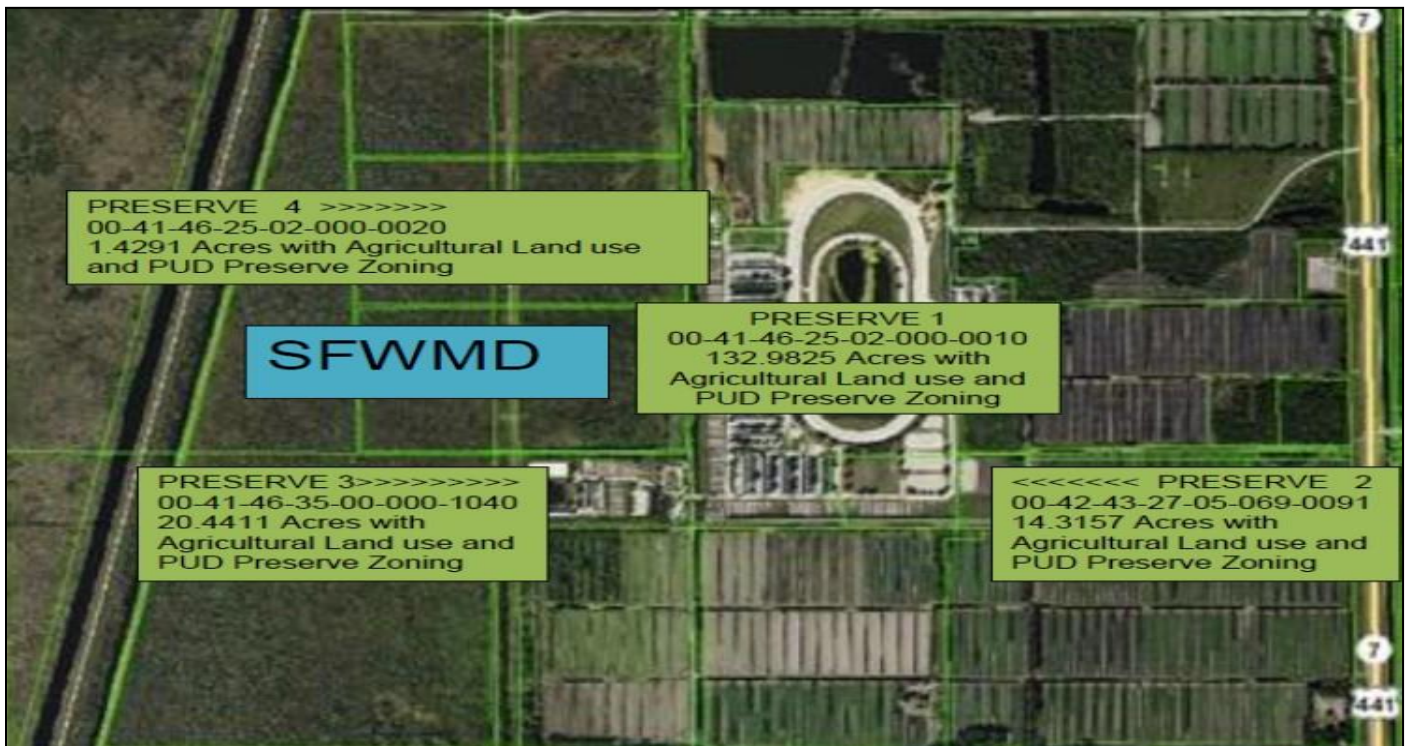 7
PRESERVE 4 >>>>>>>
00-41-46-25-02-000-0020
1.4291 Acres with Agricultural Land use
and PUD Preserve Zoning
441
SFWMD
PRESERVE 1
00-41-46-25-02-000-0010
132.9825 Acres with
Agricultural Land use and
PUD Preserve Zoning
PRESERVE 3>>>>>>>>>
00-41-46-35-00-000-1040
20.4411 Acres with
Agricultural Land use and
PUD Preserve Zoning
<<<<<<< PRESERVE 2
00-42-43-27-05-069-0091
14.3157 Acres with
Agricultural Land use and
PUD Preserve Zoning
7
441